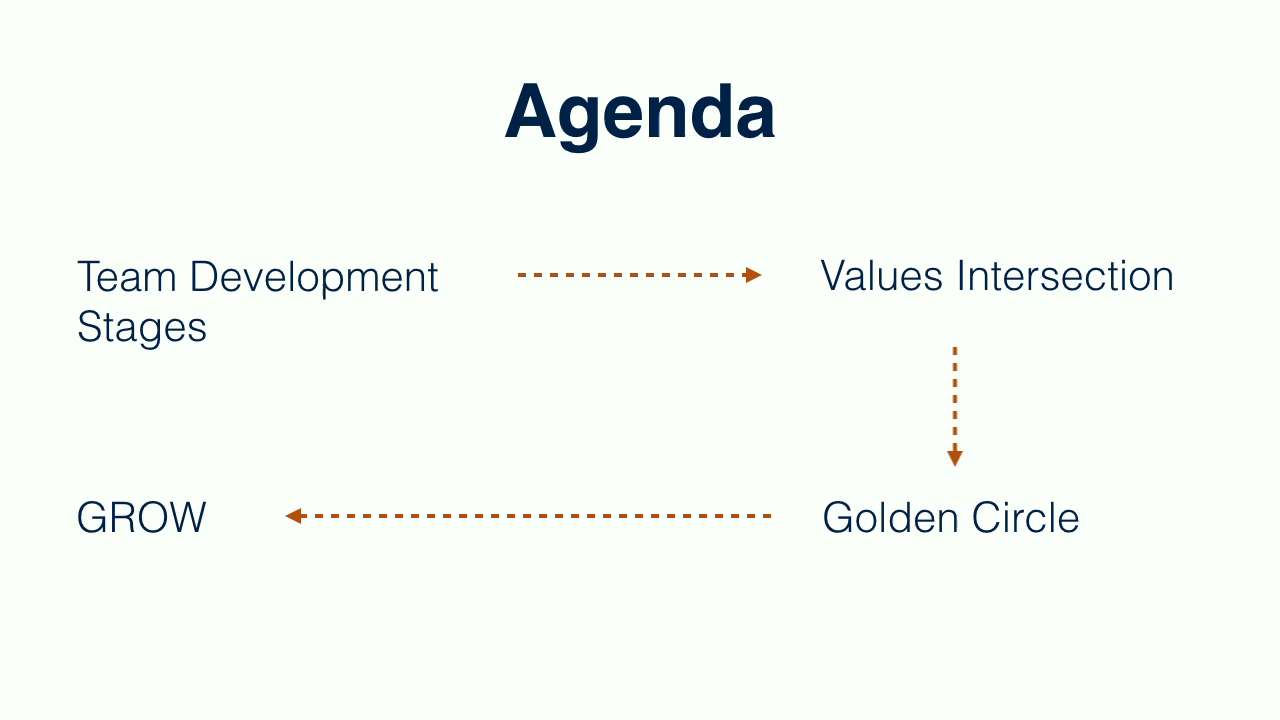 Agenda
Team Development
Stages
Values Intersection
GROW
Golden Circle